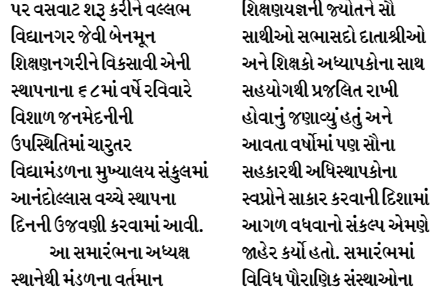 પર વસવાટ શરૂ કરીને વલ્લભ
વિદ્યાનગર જેવી બેનમૂન
શિક્ષણનગરીને વિકસાવી એની
સ્થાપનાના ૬૮માં વર્ષે રવિવારે
વિશાળ જનમેદનીની
ઉપસ્થિતિમાં ચારુતર
વિદ્યામંડળના મુખ્યાલય સંકુલમાં
આનંદોલ્લાસ વચ્ચે સ્થાપના
દિનની ઉજવણી કરવામાં આવી.
આ સમારંભના અધ્યક્ષ
સ્થાનેથી મંડળના વર્તમાન
શિક્ષણયજ્ઞની જ્યોતને સૌ
સાથીઓ સભાસદો દાતાશ્રીઓ
અને શિક્ષકો અધ્યાપકોના સાથ
સહયોગથી પ્રજલિત રાખી
હોવાનું જણાવ્યું હતું અને
આવતા વર્ષોમાં પણ સૌના
સહકારથી અધિસ્થાપકોના
સ્વપ્નોને સાકાર કરવાની દિશામાં
આગળ વધવાનો સંકલ્પ એમણે
જાહેર કર્યો હતો. સમારંભમાં
વિવિધ પૌરાણિક સંસ્થાઓના